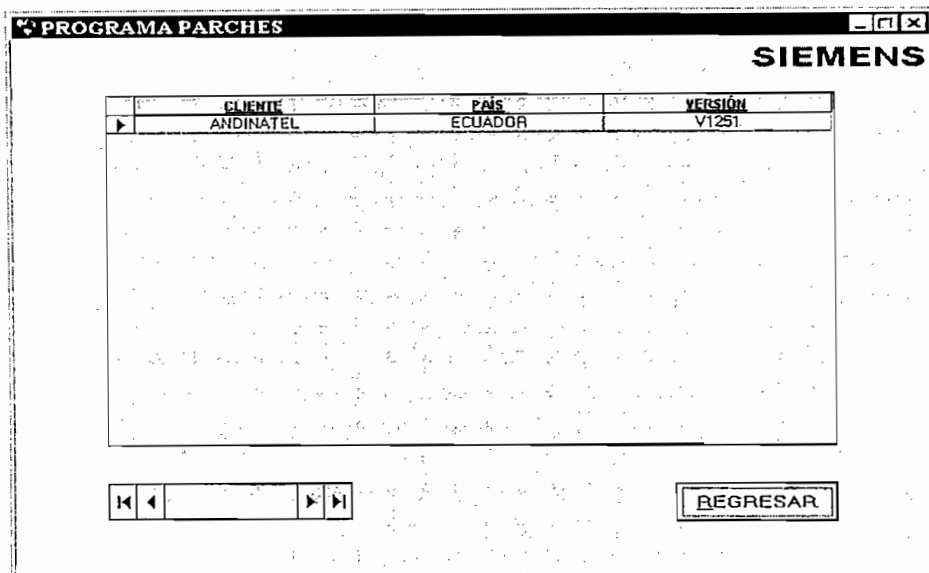 PROGRAMA PARCHES
SIEMENS
CLIENTE PAÍS VERSIÓN
ANDINATEL ECUADOR V1251
REGRESAR